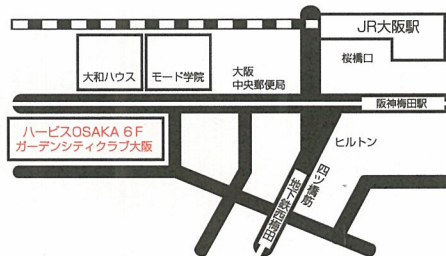 JR大阪駅
桜橋口
大和ハウス
モード学院
大阪
中央郵便局
阪神梅田駅
ハービスOSAKA 6F
ガーデンシティクラブ大阪
ヒルトン
四ツ橋筋
地下鉄西梅田